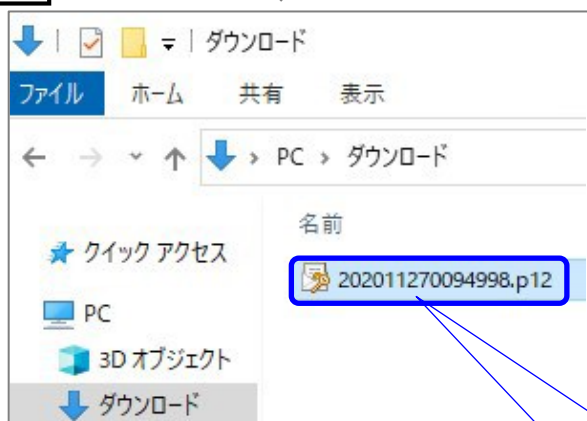 ダウンロード
ファイル ホーム 共有 表示
PC › ダウンロード
名前
クイック アクセス
202011270094998.p12
PC
3D オブジェクト
ダウンロード